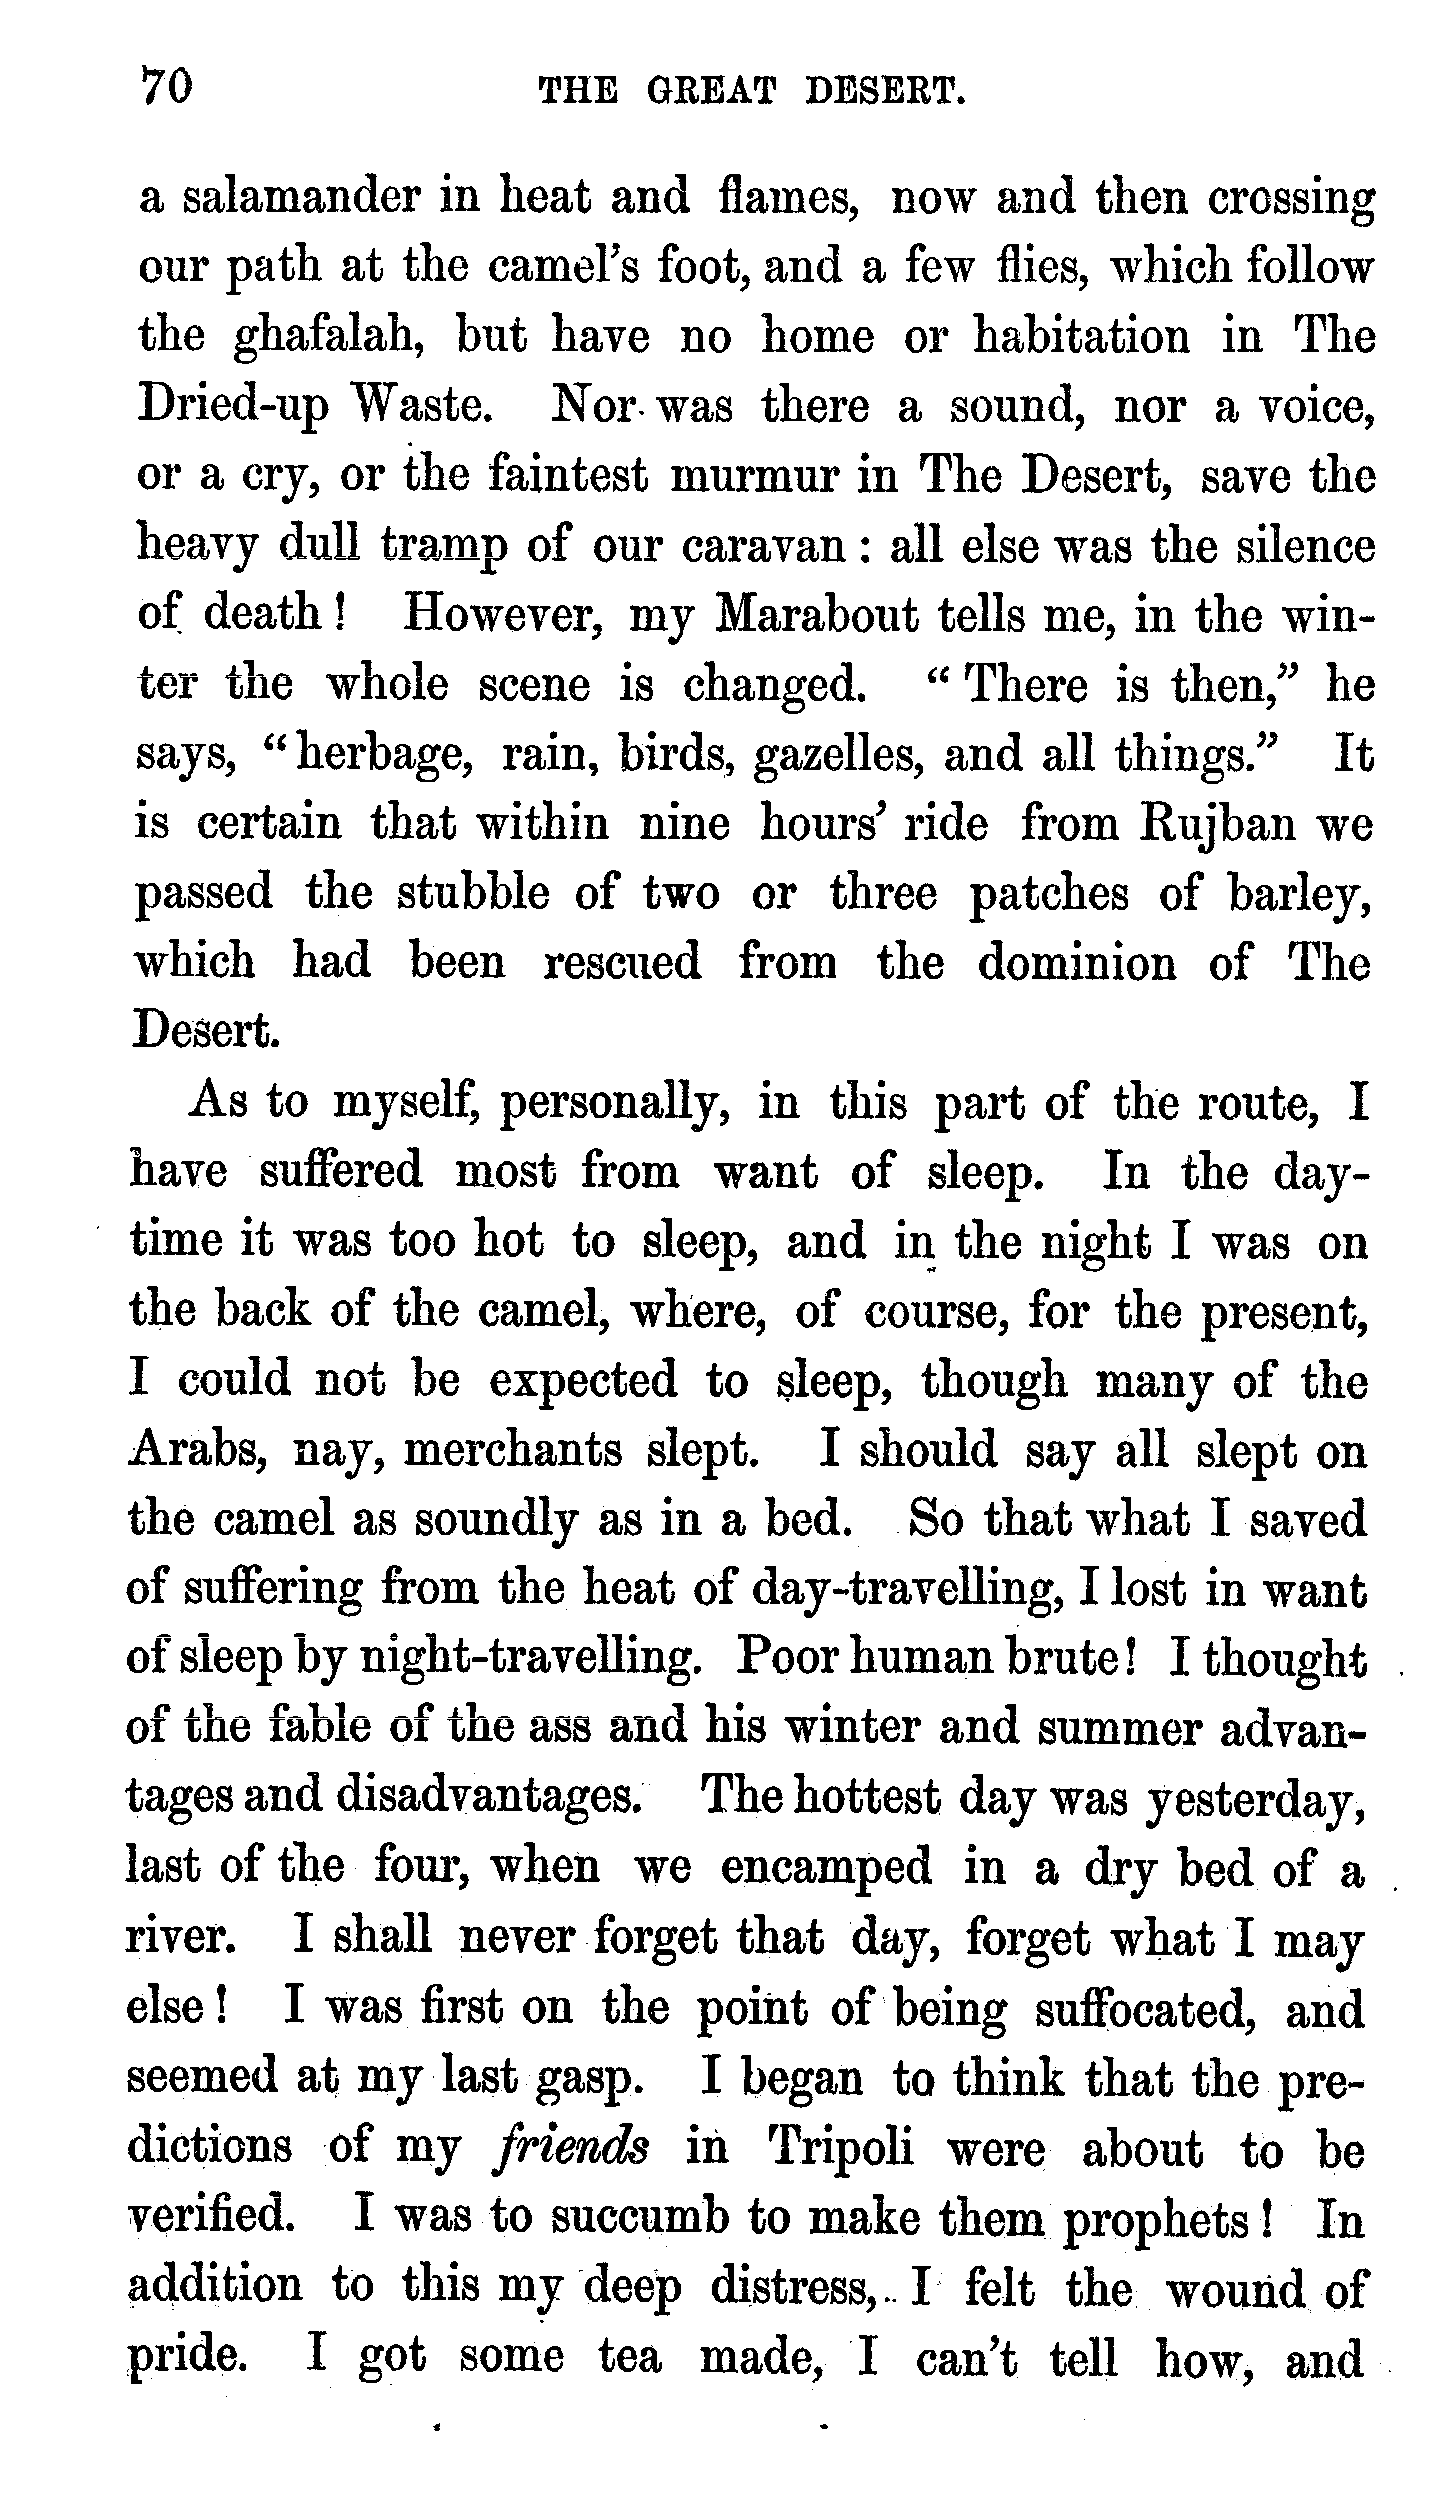 70 THE GREAT DESERT.
a salamander in heat and flames, now and then crossing
our path at the camel's foot, and a few flies, which follow
the ghafalah, but have no home or habitation in The
Dried-up Waste. Nor was there a sound, nor a voice,
or a cry, or the faintest murmur in The Desert, save the
heavy dull tramp of our caravan : all else was the silence
of death ! However, my Marabout tells me, in the win-
ter the whole scene is changed. “ There is then,” he
says, “ herbage, rain, birds, gazelles, and all things.” It
is certain that within nine hours’ ride from Rujban we
passed the stubble of two or three patches of barley,
which had been rescued from the dominion of The
Desert.
As to myself, personally, in this part of the route, I
have suffered most from want of sleep. In the day-
time it was too hot to sleep, and in the night I was on
the back of the camel, where, of course, for the present,
I could not be expected to sleep, though many of the
Arabs, nay, merchants slept. I should say all slept on
the camel as soundly as in a bed. So that what I saved
of suffering from the heat of day-travelling, I lost in want
of sleep by night-travelling. Poor human brute! I thought
of the fable of the ass and his winter and summer advan-
tages and disadvantages. The hottest day was yesterday,
last of the four, when we encamped in a dry bed of a
river. I shall never forget that day, forget what I may
else ! I was first on the point of being suffocated, and
seemed at my last gasp. I began to think that the pre-
dictions of my friends in Tripoli were about to be
verified. I was to succumb to make them prophets ! In
addition to this my deep distress, I felt the wound of
pride. I got some tea made, I can't tell how, and